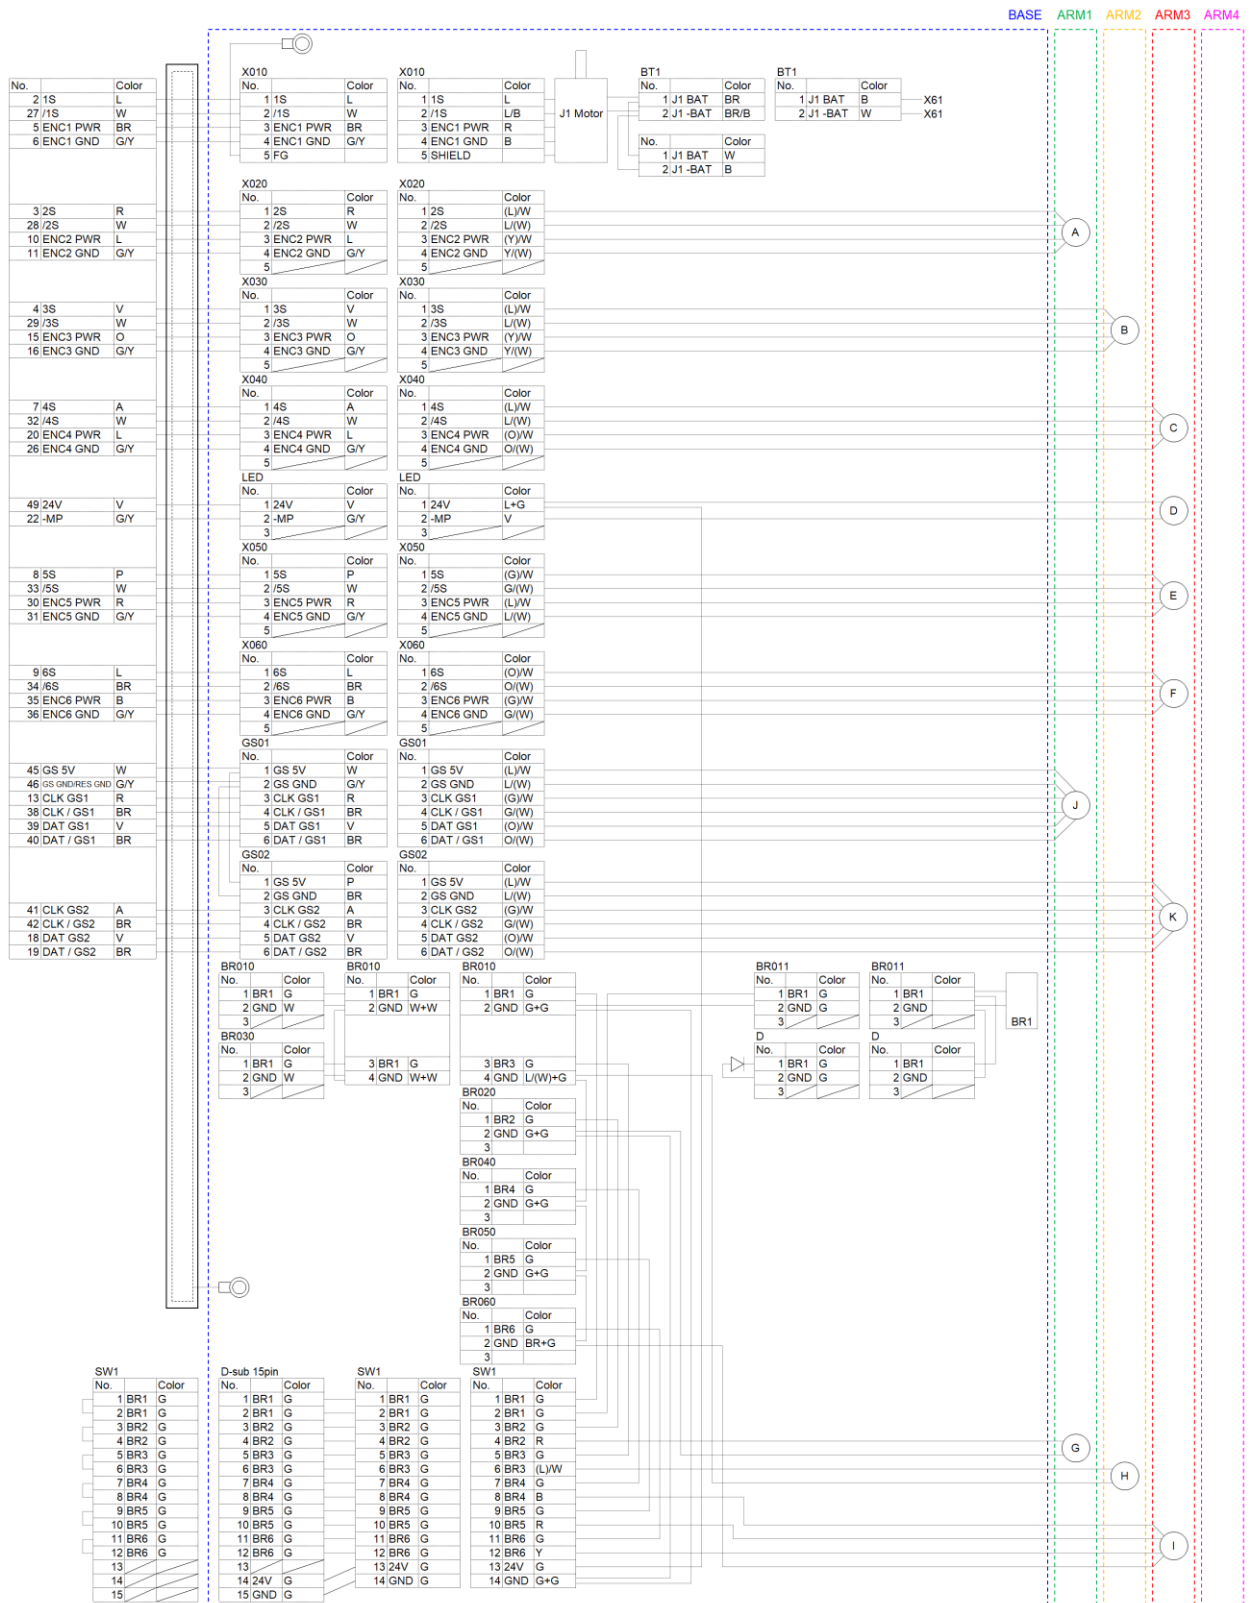 BASE ARM1 ARM2 ARM3 ARM4
X010 X010 BT1 BT1
No. Color No. Color No. Color No. Color No. Color
2 1S L 1 1S L 1 1S L J1 Motor 1 J1 BAT BR 1 J1 BAT B X61
27 /1S W 2 /1S W 2 /1S L/B 2 J1 -BAT BR/B 2 J1 -BAT W X61
5 ENC1 PWR BR 3 ENC1 PWR BR 3 ENC1 PWR R
6 ENC1 GND G/Y 4 ENC1 GND G/Y 4 ENC1 GND B No. Color
5 FG 5 SHIELD 1 J1 BAT W
2 J1 -BAT B
X020 X020
No. Color No. Color
3 2S R 1 2S R 1 2S (L)/W
28 /2S W 2 /2S W 2 /2S L/(W)
10 ENC2 PWR L 3 ENC2 PWR L 3 ENC2 PWR (Y)/W A
11 ENC2 GND G/Y 4 ENC2 GND G/Y 4 ENC2 GND Y/(W)
5 5
X030 X030
No. Color No. Color
4 3S V 1 3S V 1 3S (L)/W
29 /3S W 2 /3S W 2 /3S L/(W)
15 ENC3 PWR O 3 ENC3 PWR O 3 ENC3 PWR (Y)/W B
16 ENC3 GND G/Y 4 ENC3 GND G/Y 4 ENC3 GND Y/(W)
5 5
X040 X040
No. Color No. Color
7 4S A 1 4S A 1 4S (L)/W
32 /4S W 2 /4S W 2 /4S L/(W)
20 ENC4 PWR L 3 ENC4 PWR L 3 ENC4 PWR (O)/W C
26 ENC4 GND G/Y 4 ENC4 GND G/Y 4 ENC4 GND O/(W)
5 5
LED LED
No. Color No. Color
49 24V V 1 24V V 1 24V L+G D
22 -MP G/Y 2 -MP G/Y 2 -MP V
3 3
X050 X050
No. Color No. Color
8 5S P 1 5S P 1 5S (G)/W
33 /5S W 2 /5S W 2 /5S G/(W)
30 ENC5 PWR R 3 ENC5 PWR R 3 ENC5 PWR (L)/W E
31 ENC5 GND G/Y 4 ENC5 GND G/Y 4 ENC5 GND L/(W)
5 5
X060 X060
No. Color No. Color
9 6S L 1 6S L 1 6S (O)/W
34 /6S BR 2 /6S BR 2 /6S O/(W)
35 ENC6 PWR B 3 ENC6 PWR B 3 ENC6 PWR (G)/W F
36 ENC6 GND G/Y 4 ENC6 GND G/Y 4 ENC6 GND G/(W)
5 5
GS01 GS01
No. Color No. Color
45 GS 5V W 1 GS 5V W 1 GS 5V (L)/W
46 GS GND/RES GND G/Y 2 GS GND G/Y 2 GS GND L/(W)
13 CLK GS1 R 3 CLK GS1 R 3 CLK GS1 (G)/W J
38 CLK / GS1 BR 4 CLK / GS1 BR 4 CLK / GS1 G/(W)
39 DAT GS1 V 5 DAT GS1 V 5 DAT GS1 (O)/W
40 DAT / GS1 BR 6 DAT / GS1 BR 6 DAT / GS1 O/(W)
GS02 GS02
No. Color No. Color
1 GS 5V P 1 GS 5V (L)/W
2 GS GND BR 2 GS GND L/(W)
41 CLK GS2 A 3 CLK GS2 A 3 CLK GS2 (G)/W K
42 CLK / GS2 BR 4 CLK / GS2 BR 4 CLK / GS2 G/(W)
18 DAT GS2 V 5 DAT GS2 V 5 DAT GS2 (O)/W
19 DAT / GS2 BR 6 DAT / GS2 BR 6 DAT / GS2 O/(W)
BR010 BR010 BR010 BR011 BR011
No. Color No. Color No. Color No. Color No. Color
1 BR1 G 1 BR1 G 1 BR1 G 1 BR1 G 1 BR1
2 GND W 2 GND W+W 2 GND G+G 2 GND G 2 GND
3 3 3 BR1
BR030 D D
No. Color No. Color No. Color
1 BR1 G 3 BR1 G 3 BR3 G 1 BR1 G 1 BR1
2 GND W 4 GND W+W 4 GND L/(W)+G 2 GND G 2 GND
3 3 3
BR020
No. Color
1 BR2 G
2 GND G+G
3
BR040
No. Color
1 BR4 G
2 GND G+G
3
BR050
No. Color
1 BR5 G
2 GND G+G
3
BR060
No. Color
1 BR6 G
2 GND BR+G
3
SW1 D-sub 15pin SW1 SW1
No. Color No. Color No. Color No. Color
1 BR1 G 1 BR1 G 1 BR1 G 1 BR1 G
2 BR1 G 2 BR1 G 2 BR1 G 2 BR1 G
3 BR2 G 3 BR2 G 3 BR2 G 3 BR2 G
4 BR2 G 4 BR2 G 4 BR2 G 4 BR2 R G
5 BR3 G 5 BR3 G 5 BR3 G 5 BR3 G
6 BR3 G 6 BR3 G 6 BR3 G 6 BR3 (L)/W H
7 BR4 G 7 BR4 G 7 BR4 G 7 BR4 G
8 BR4 G 8 BR4 G 8 BR4 G 8 BR4 B
9 BR5 G 9 BR5 G 9 BR5 G 9 BR5 G
10 BR5 G 10 BR5 G 10 BR5 G 10 BR5 R
11 BR6 G 11 BR6 G 11 BR6 G 11 BR6 G I
12 BR6 G 12 BR6 G 12 BR6 G 12 BR6 Y
13 13 13 24V G 13 24V G
14 14 24V G 14 GND G 14 GND G+G
15 15 GND G